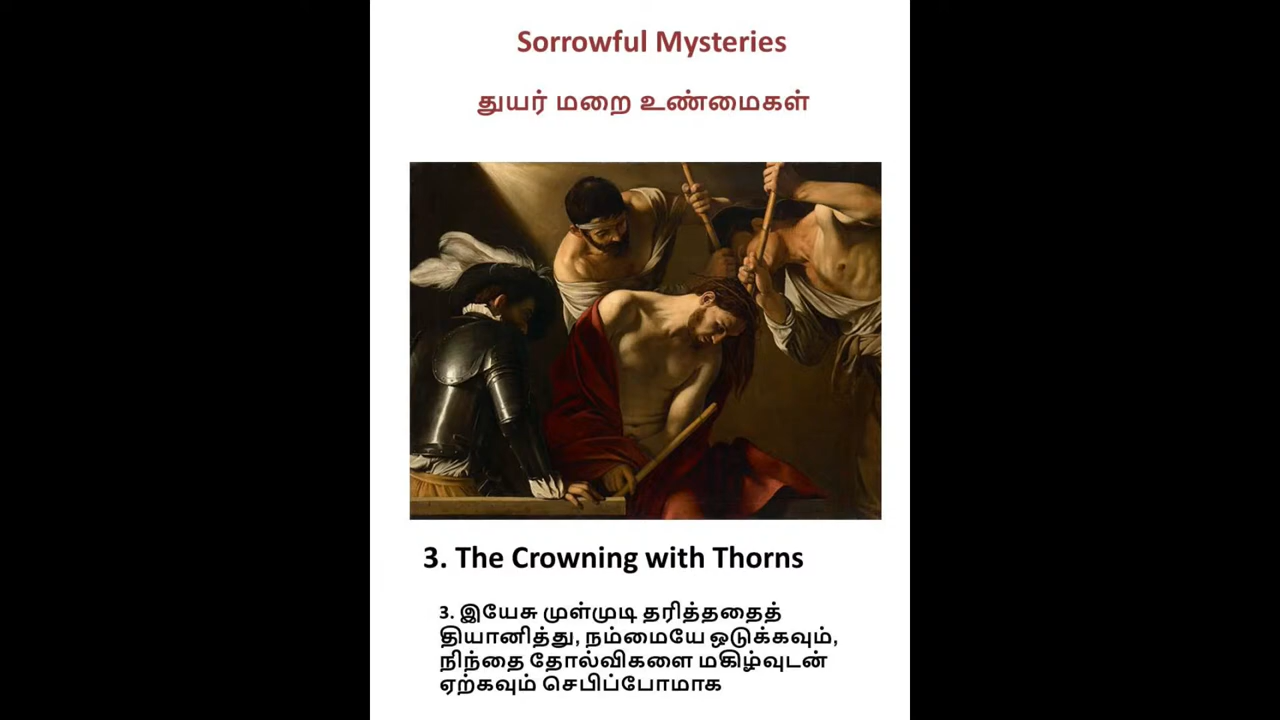 Sorrowful Mysteries
துயர் மறை உண்மைகள்
3. The Crowning with Thorns
3. இயேசு முள்முடி தரித்ததைத்
தியானித்து, நம்மையே ஒடுக்கவும்,
நிந்தை தோல்விகளை மகிழ்வுடன்
ஏற்கவும் செபிப்போமாக